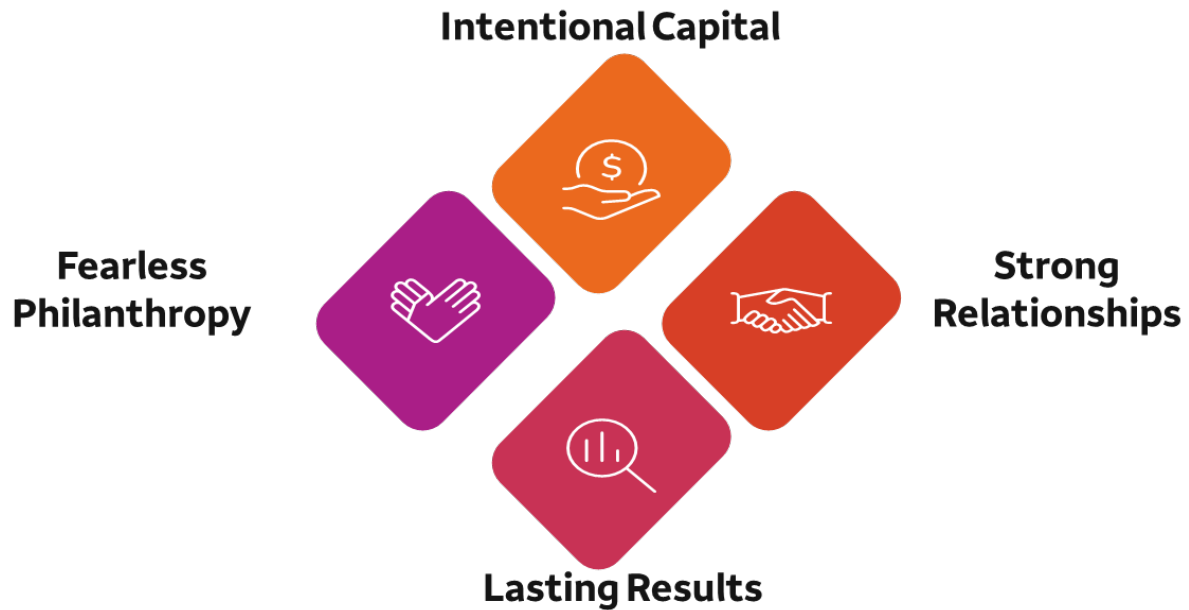 Intentional Capital
$
Fearless
Philanthropy
Strong
Relationships
Lasting Results